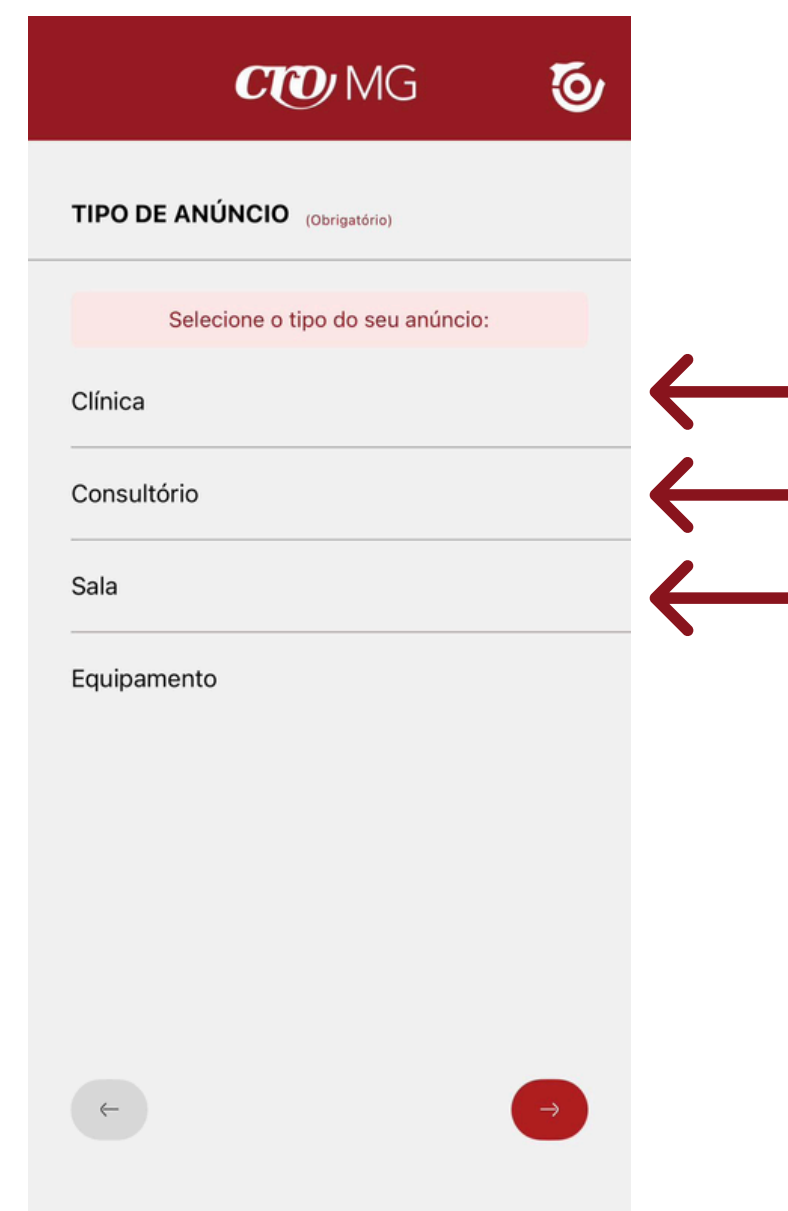 CRO MG
TIPO DE ANÚNCIO (Obrigatório)
Selecione o tipo do seu anúncio:
Clínica
Consultório
Sala
Equipamento